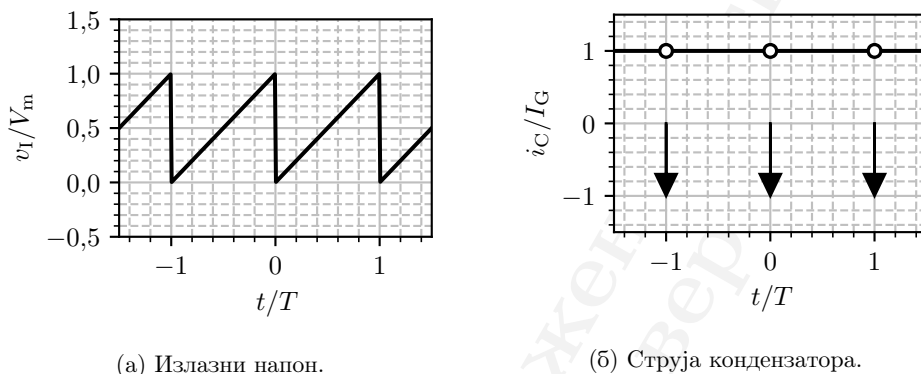 1,5
1,0
0,5
0,0
−0,5
v_I/V_m
−1
0
1
t/T
(а) Излазни напон.
1
0
−1
i_C/I_G
−1
0
1
t/T
(б) Струја кондензатора.